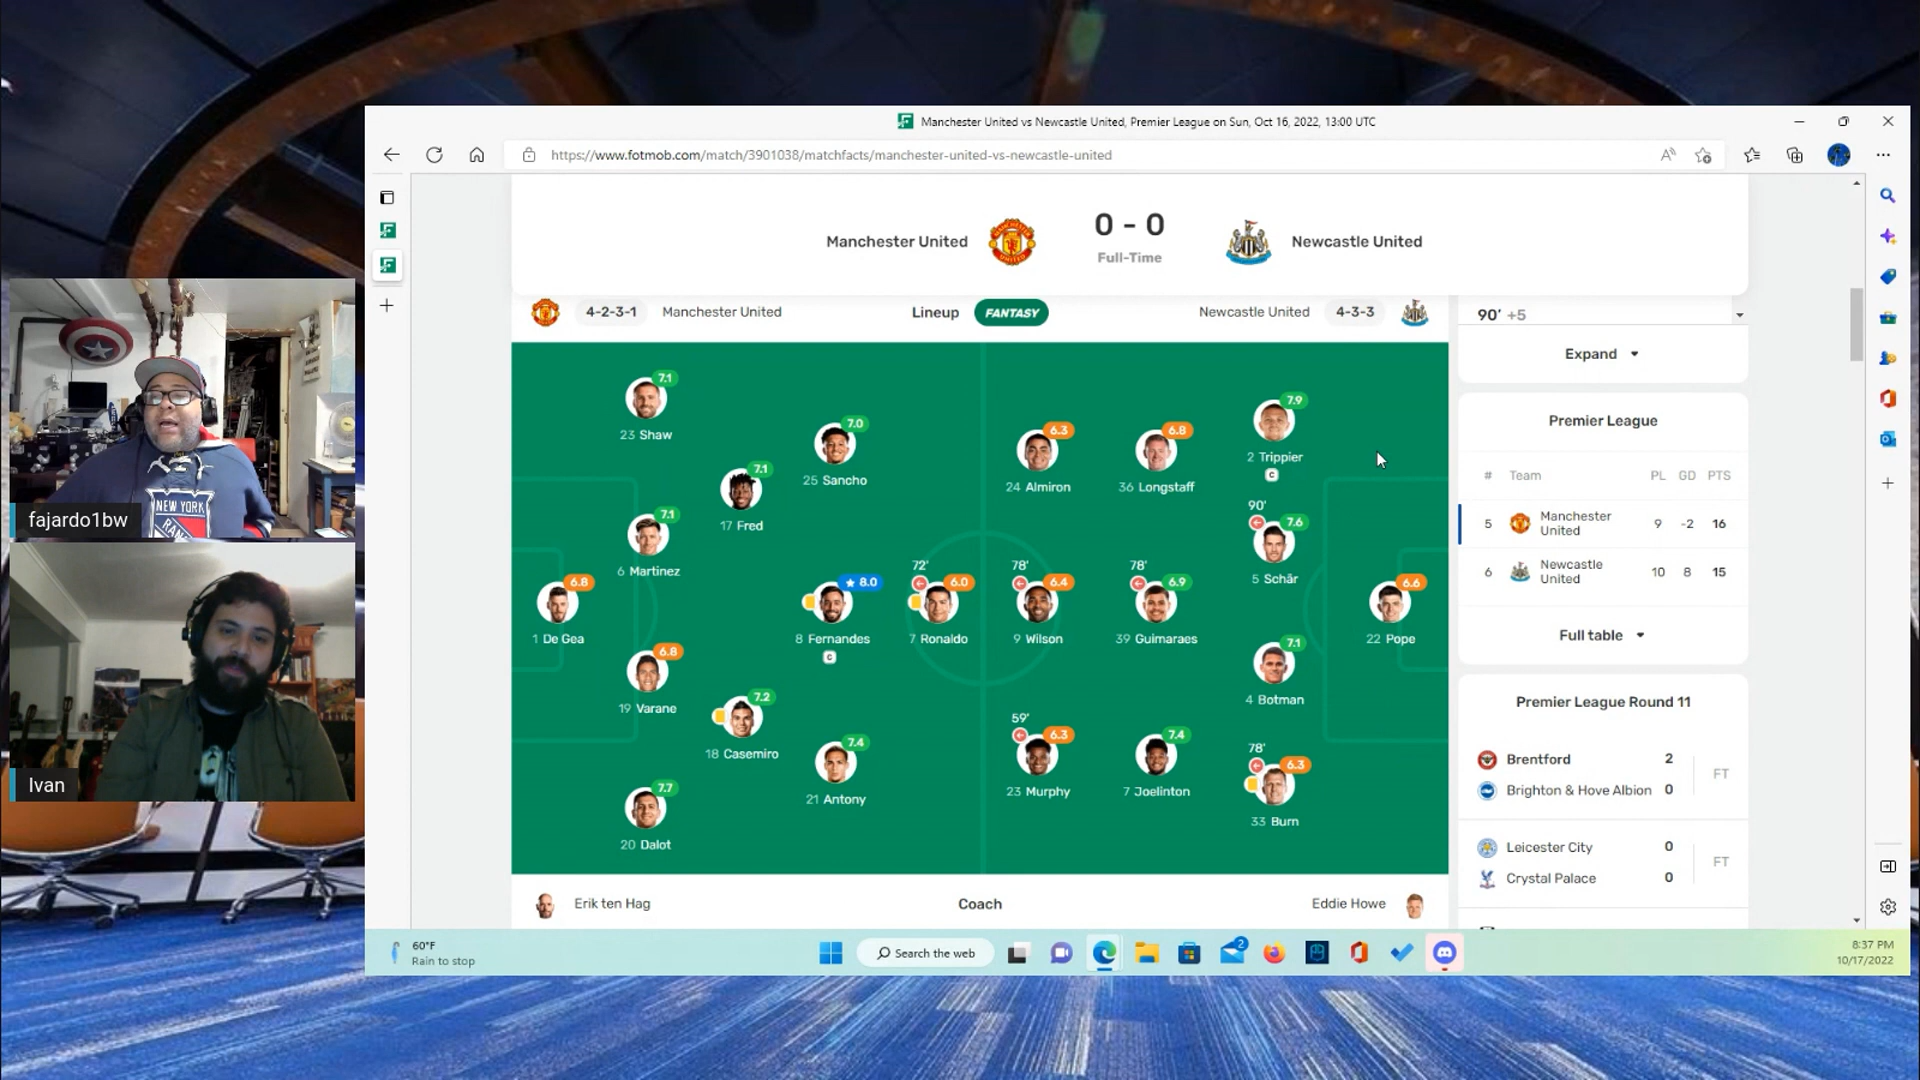 Manchester United vs Newcastle United, Premier League on Sun, Oct 16, 2022, 13:00 UTC
https://www.fotmob.com/match/3901038/matchfacts/manchester-united-vs-newcastle-united
Manchester United
0 - 0
Full-Time
Newcastle United
4-2-3-1
Manchester United
Lineup
FANTASY
Newcastle United
4-3-3
7.1
23 Shaw
7.1
6 Martinez
6.8
1 De Gea
6.8
19 Varane
7.7
20 Dalot
7.1
17 Fred
7.2
18 Casemiro
7.0
25 Sancho
8.0
8 Fernandes
C
7.4
21 Antony
72'
6.0
7 Ronaldo
6.3
24 Almiron
78'
6.4
9 Wilson
59'
6.3
23 Murphy
6.8
36 Longstaff
78'
6.9
39 Guimaraes
7.4
7 Joelinton
7.9
2 Trippier
C
90'
7.6
5 Schär
7.1
4 Botman
78'
6.3
33 Burn
6.6
22 Pope
Erik ten Hag
Coach
Eddie Howe
90' +5
Expand
Premier League
# Team PL GD PTS
5 Manchester United 9 -2 16
6 Newcastle United 10 8 15
Full table
Premier League Round 11
Brentford 2
FT
Brighton & Hove Albion 0
Leicester City 0
FT
Crystal Palace 0
fajardo1bw
NEW YORK
RAN
Ivan
60°F
Rain to stop
Search the web
2
8:37 PM
10/17/2022